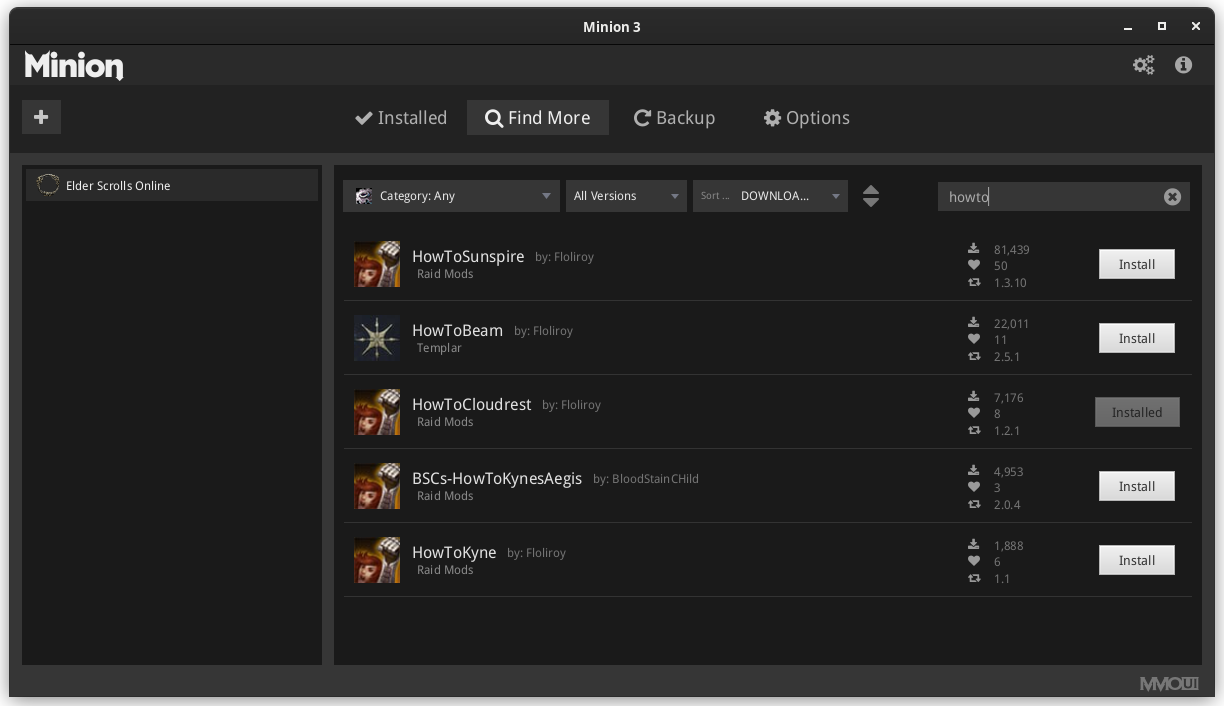 Minion 3
Minion
Installed Find More Backup Options
Elder Scrolls Online
Category: Any All Versions Sort ... DOWNLOA... howto
HowToSunspire by: Floliroy
Raid Mods
81,439
50
1.3.10
Install
HowToBeam by: Floliroy
Templar
22,011
11
2.5.1
Install
HowToCloudrest by: Floliroy
Raid Mods
7,176
8
1.2.1
Installed
BSCs-HowToKynesAegis by: BloodStainCHild
Raid Mods
4,953
3
2.0.4
Install
HowToKyne by: Floliroy
Raid Mods
1,888
6
1.1
Install
MMOUI